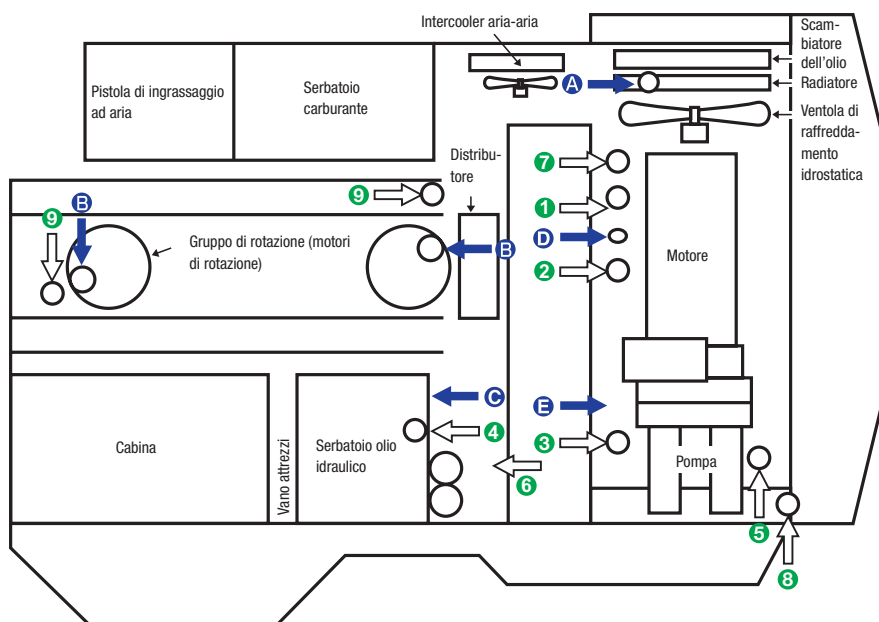 Intercooler aria-aria
Scam-
biatore
dell'olio
Radiatore
Ventola di
raffredda-
mento
idrostatica
A
Pistola di ingrassaggio
ad aria
Serbatoio
carburante
Distribu-
tore
7
9
B
9
1
D
B
2
Gruppo di rotazione (motori
di rotazione)
Motore
C
E
4
3
6
Cabina
Vano attrezzi
Serbatoio olio
idraulico
Pompa
5
8